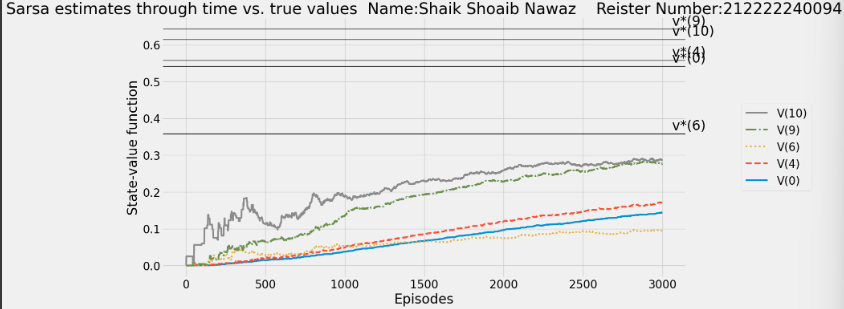 Sarsa estimates through time vs. true values Name:Shaik Shoaib Nawaz Reister Number:212222240094
v*(9)
v*(10)
v*(4)
v*(0)
v*(6)
State-value function
0.6
0.5
0.4
0.3
0.2
0.1
0.0
0 500 1000 1500 2000 2500 3000
Episodes
V(10)
V(9)
V(6)
V(4)
V(0)